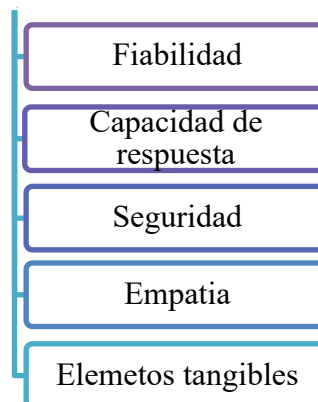 Fiabilidad
Capacidad de
respuesta
Seguridad
Empatia
Elemetos tangibles